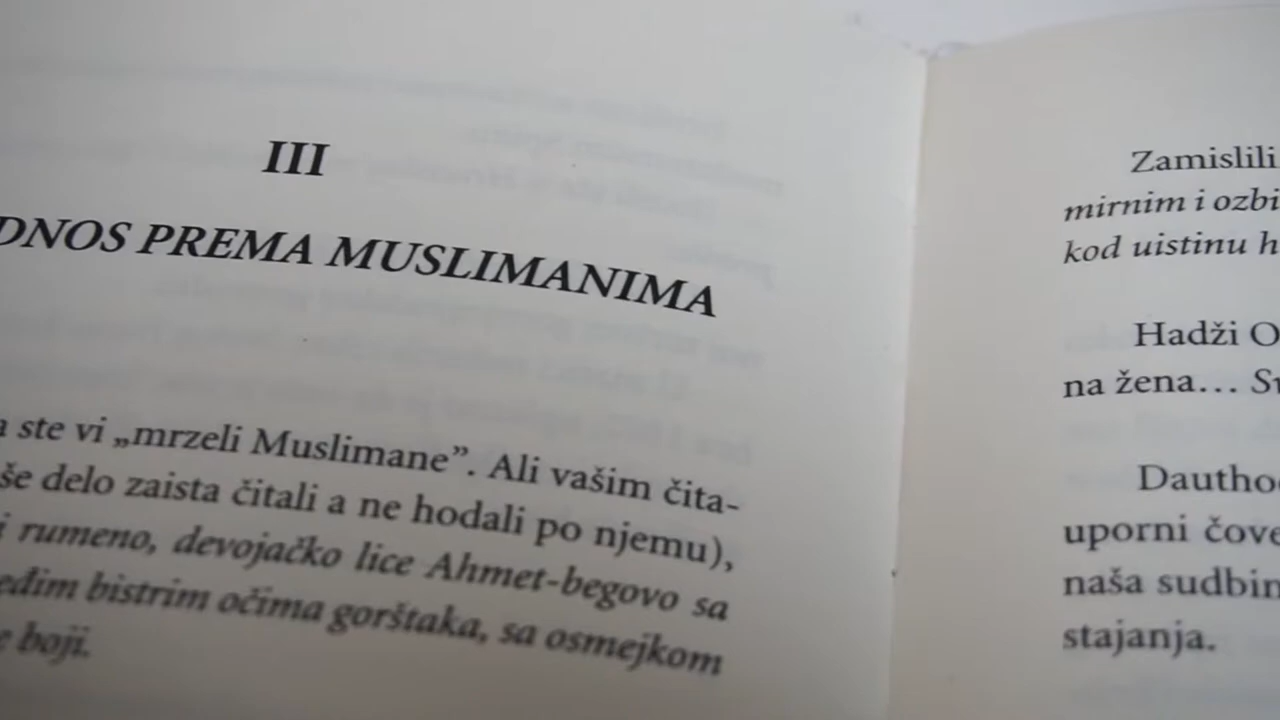 III
DNOS PREMA MUSLIMANIMA
ste vi „mrzeli Muslimane”. Ali vašim čita-
še delo zaista čitali a ne hodali po njemu),
i rumeno, devojačko lice Ahmet-begovo sa
bistrim očima gorštaka, sa osmejkom
boji.
Zamislili
mirnim i ozbi
kod uistinu h
Hadži O
na žena… Sv
Dautho
uporni čove
naša sudbin
stajanja.